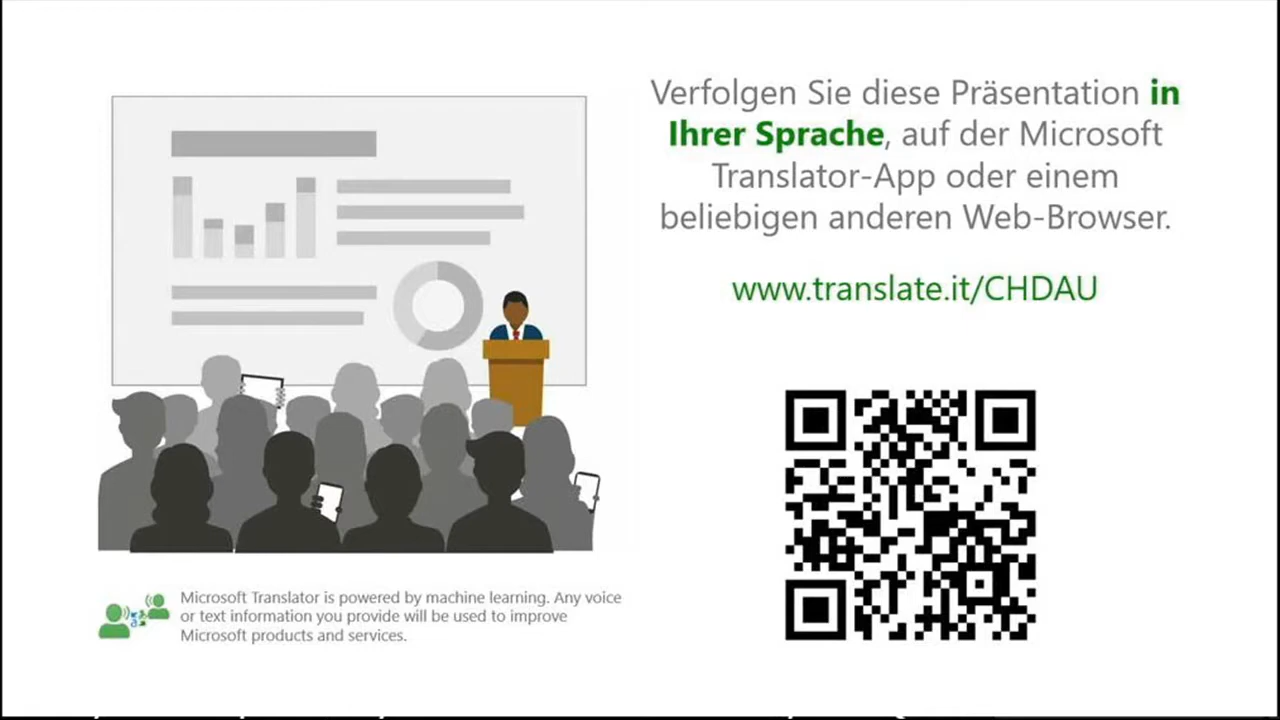 Verfolgen Sie diese Präsentation in
Ihrer Sprache, auf der Microsoft
Translator-App oder einem
beliebigen anderen Web-Browser.
www.translate.it/CHDAU
Microsoft Translator is powered by machine learning. Any voice
or text information you provide will be used to improve
Microsoft products and services.